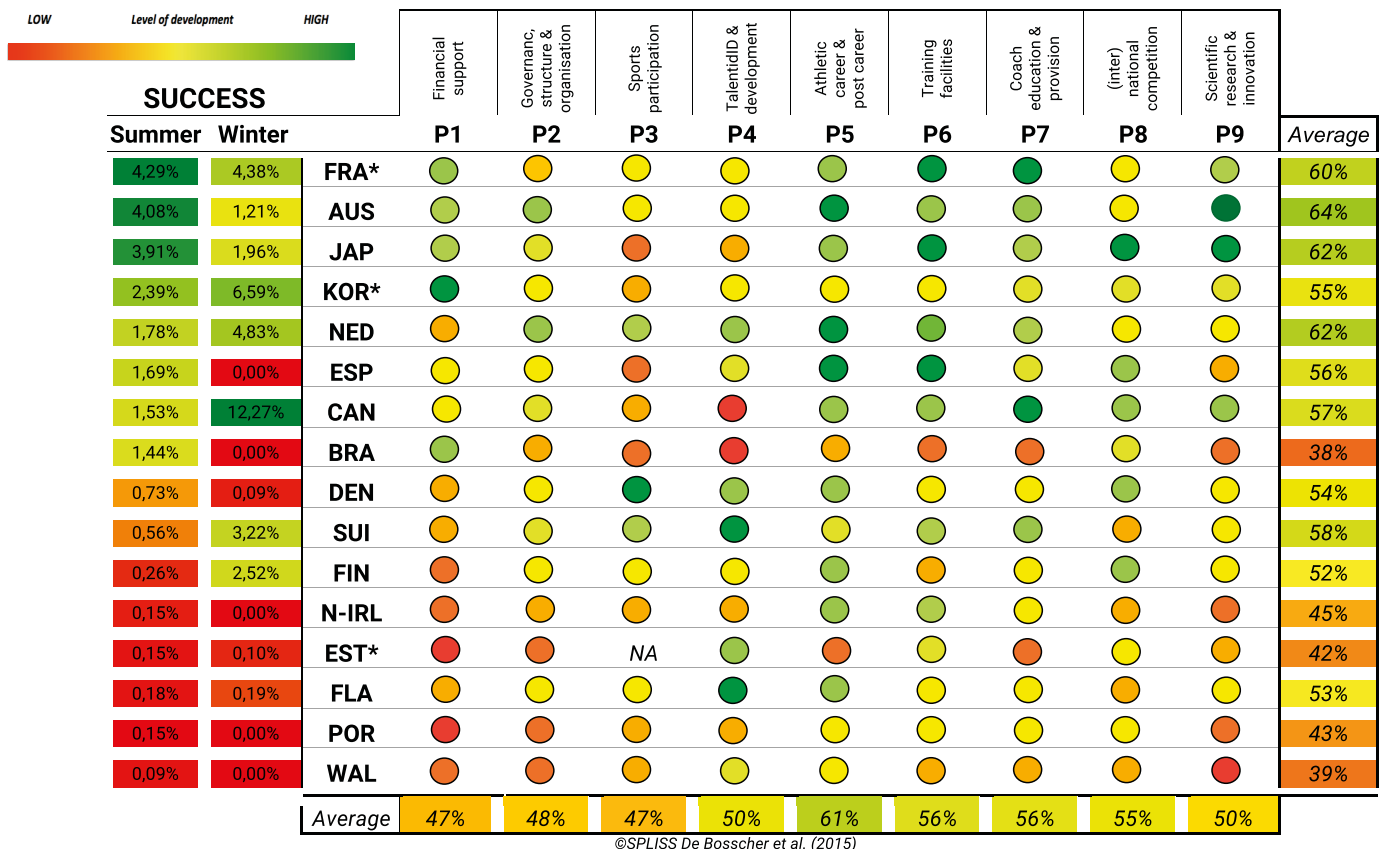 LOW Level of development HIGH
Financial
support
Governanc,
structure &
organisation
Sports
participation
TalentidID &
development
Athletic
career &
post career
Training
facilities
Coach
education &
provision
(inter)
national
competition
Scientific
research &
innovation
SUCCESS
Summer Winter P1 P2 P3 P4 P5 P6 P7 P8 P9 Average
4,29% 4,38% FRA* 60%
4,08% 1,21% AUS 64%
3,91% 1,96% JAP 62%
2,39% 6,59% KOR* 55%
1,78% 4,83% NED 62%
1,69% 0,00% ESP 56%
1,53% 12,27% CAN 57%
1,44% 0,00% BRA 38%
0,73% 0,09% DEN 54%
0,56% 3,22% SUI 58%
0,26% 2,52% FIN 52%
0,15% 0,00% N-IRL 45%
0,15% 0,10% EST* NA 42%
0,18% 0,19% FLA 53%
0,15% 0,00% POR 43%
0,09% 0,00% WAL 39%
Average 47% 48% 47% 50% 61% 56% 56% 55% 50%
©SPLISS De Bosscher et al. (2015)